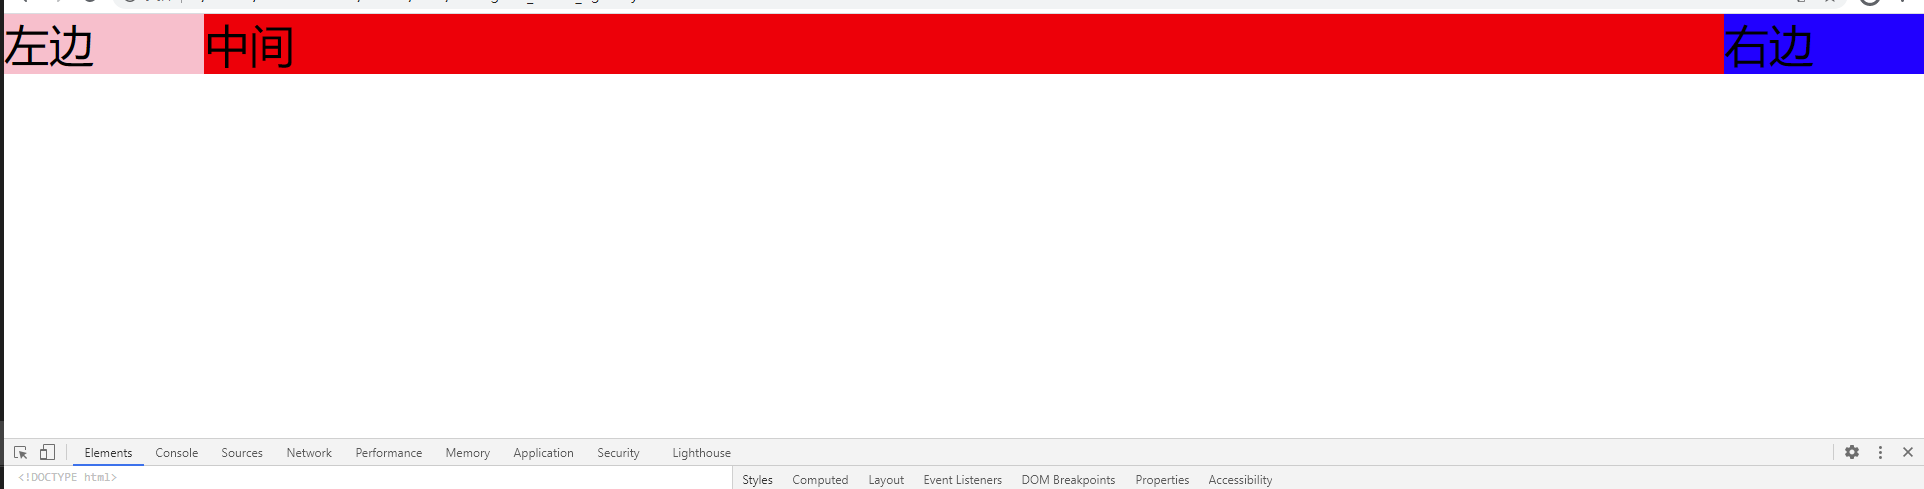 左边 中间 右边
Elements Console Sources Network Performance Memory Application Security Lighthouse
<!DOCTYPE html>
Styles Computed Layout Event Listeners DOM Breakpoints Properties Accessibility